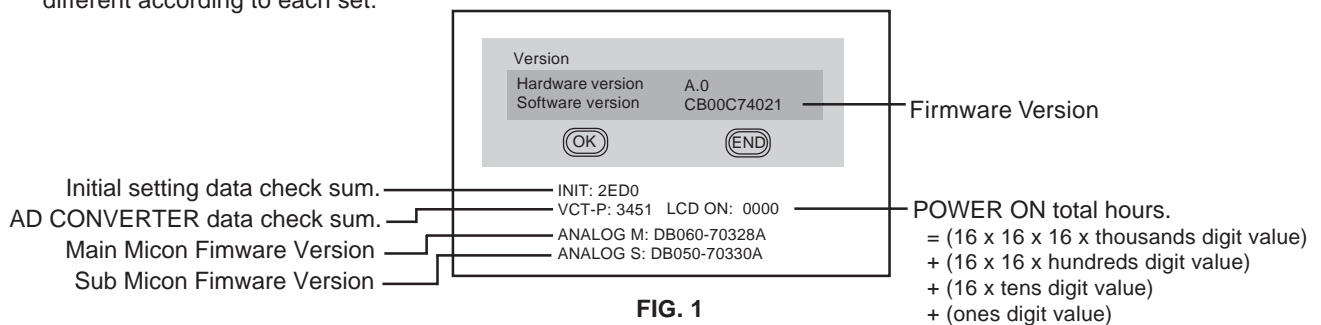 different according to each set.
Version
Hardware version A.0
Software version CB00C74021
OK END
Firmware Version
INIT: 2ED0
VCT-P: 3451 LCD ON: 0000
ANALOG M: DB060-70328A
ANALOG S: DB050-70330A
Initial setting data check sum.
AD CONVERTER data check sum.
Main Micon Fimware Version
Sub Micon Fimware Version
POWER ON total hours.
= (16 x 16 x 16 x thousands digit value)
+ (16 x 16 x hundreds digit value)
+ (16 x tens digit value)
+ (ones digit value)
FIG. 1